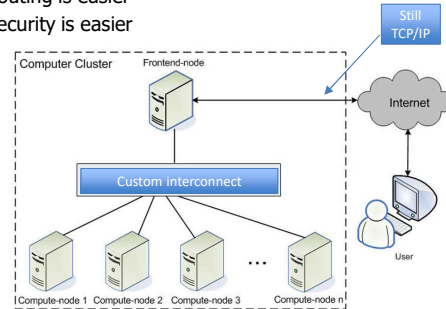 is easier
ecurity is easier
Still
TCP/IP
Computer Cluster
Frontend-node
Internet
Custom interconnect
User
...
Compute-node 1 Compute-node 2 Compute-node 3 Compute-node n